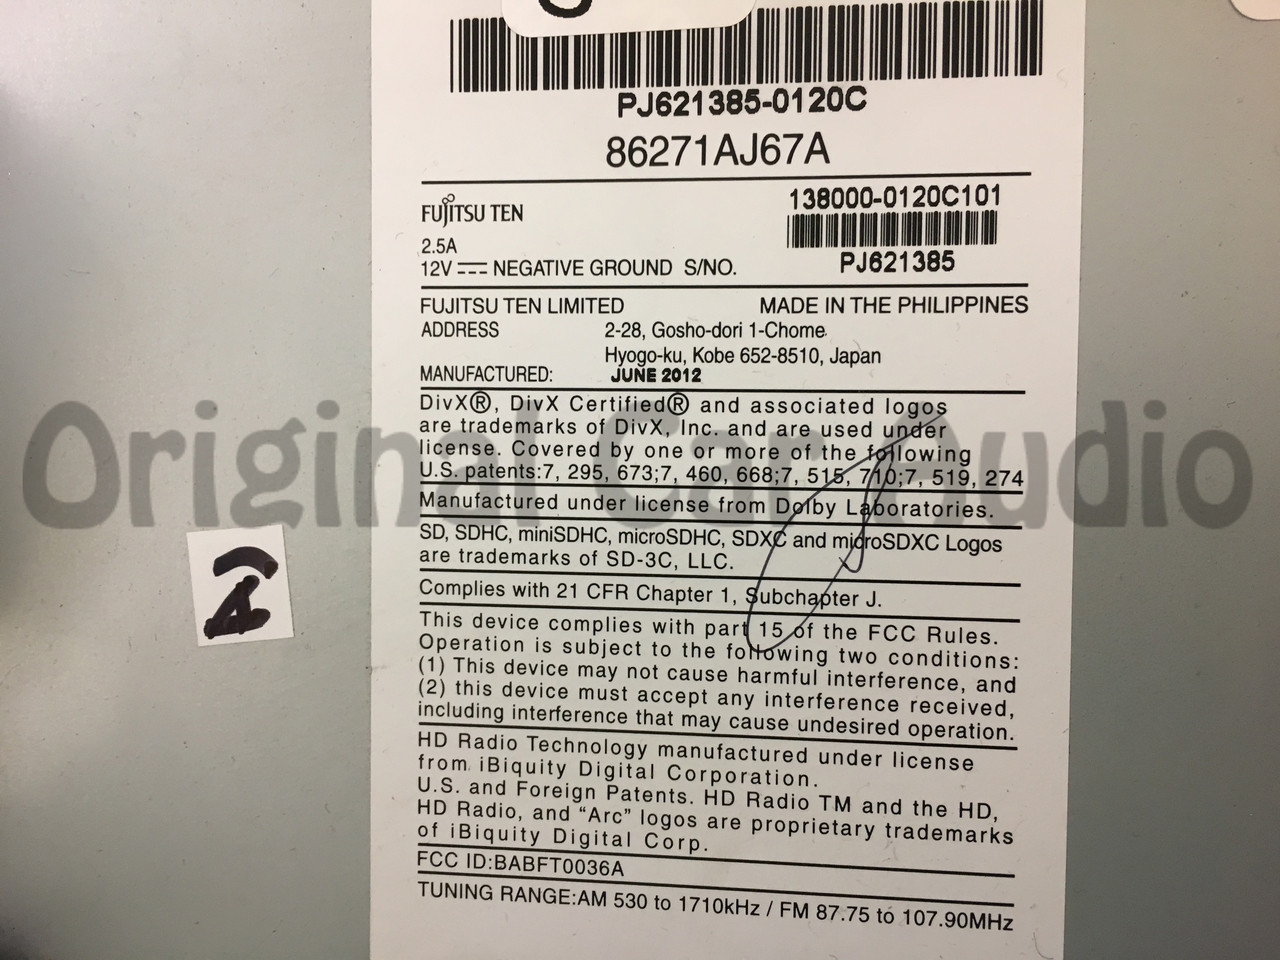 PJ621385-0120C
86271AJ67A
FUJITSU TEN
138000-0120C101
2.5A
12V NEGATIVE GROUND S/NO.
PJ621385
FUJITSU TEN LIMITED MADE IN THE PHILIPPINES
ADDRESS 2-28, Gosho-dori 1-Chome
Hyogo-ku, Kobe 652-8510, Japan
MANUFACTURED: JUNE 2012
DivX®, DivX Certified® and associated logos
are trademarks of DivX, Inc. and are used under
license. Covered by one or more of the following
U.S. patents:7, 295, 673;7, 460, 668;7, 515, 710;7, 519, 274
Manufactured under license from Dolby Laboratories.
SD, SDHC, miniSDHC, microSDHC, SDXC and microSDXC Logos
are trademarks of SD-3C, LLC.
Complies with 21 CFR Chapter 1, Subchapter J.
This device complies with part 15 of the FCC Rules.
Operation is subject to the following two conditions:
(1) This device may not cause harmful interference, and
(2) this device must accept any interference received,
including interference that may cause undesired operation.
HD Radio Technology manufactured under license
from iBiquity Digital Corporation.
U.S. and Foreign Patents. HD Radio TM and the HD,
HD Radio, and “Arc” logos are proprietary trademarks
of iBiquity Digital Corp.
FCC ID:BABFT0036A
TUNING RANGE:AM 530 to 1710kHz / FM 87.75 to 107.90MHz
Original Car Audio